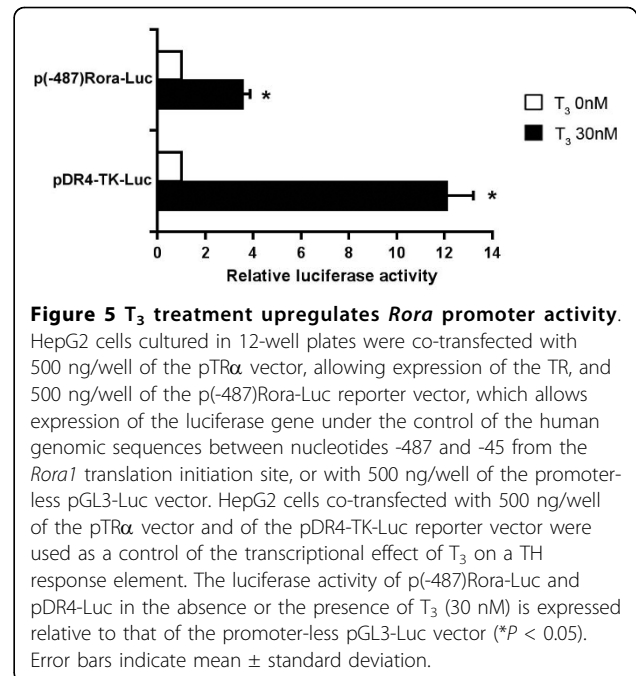 p(-487)Rora-Luc
*
T3 0nM
T3 30nM
pDR4-TK-Luc
*
0 2 4 6 8 10 12 14
Relative luciferase activity
Figure 5 T3 treatment upregulates Rora promoter activity.
HepG2 cells cultured in 12-well plates were co-transfected with
500 ng/well of the pTRα vector, allowing expression of the TR, and
500 ng/well of the p(-487)Rora-Luc reporter vector, which allows
expression of the luciferase gene under the control of the human
genomic sequences between nucleotides -487 and -45 from the
Rora1 translation initiation site, or with 500 ng/well of the promoter-
less pGL3-Luc vector. HepG2 cells co-transfected with 500 ng/well
of the pTRα vector and of the pDR4-TK-Luc reporter vector were
used as a control of the transcriptional effect of T3 on a TH
response element. The luciferase activity of p(-487)Rora-Luc and
pDR4-Luc in the absence or the presence of T3 (30 nM) is expressed
relative to that of the promoter-less pGL3-Luc vector (*P < 0.05).
Error bars indicate mean ± standard deviation.